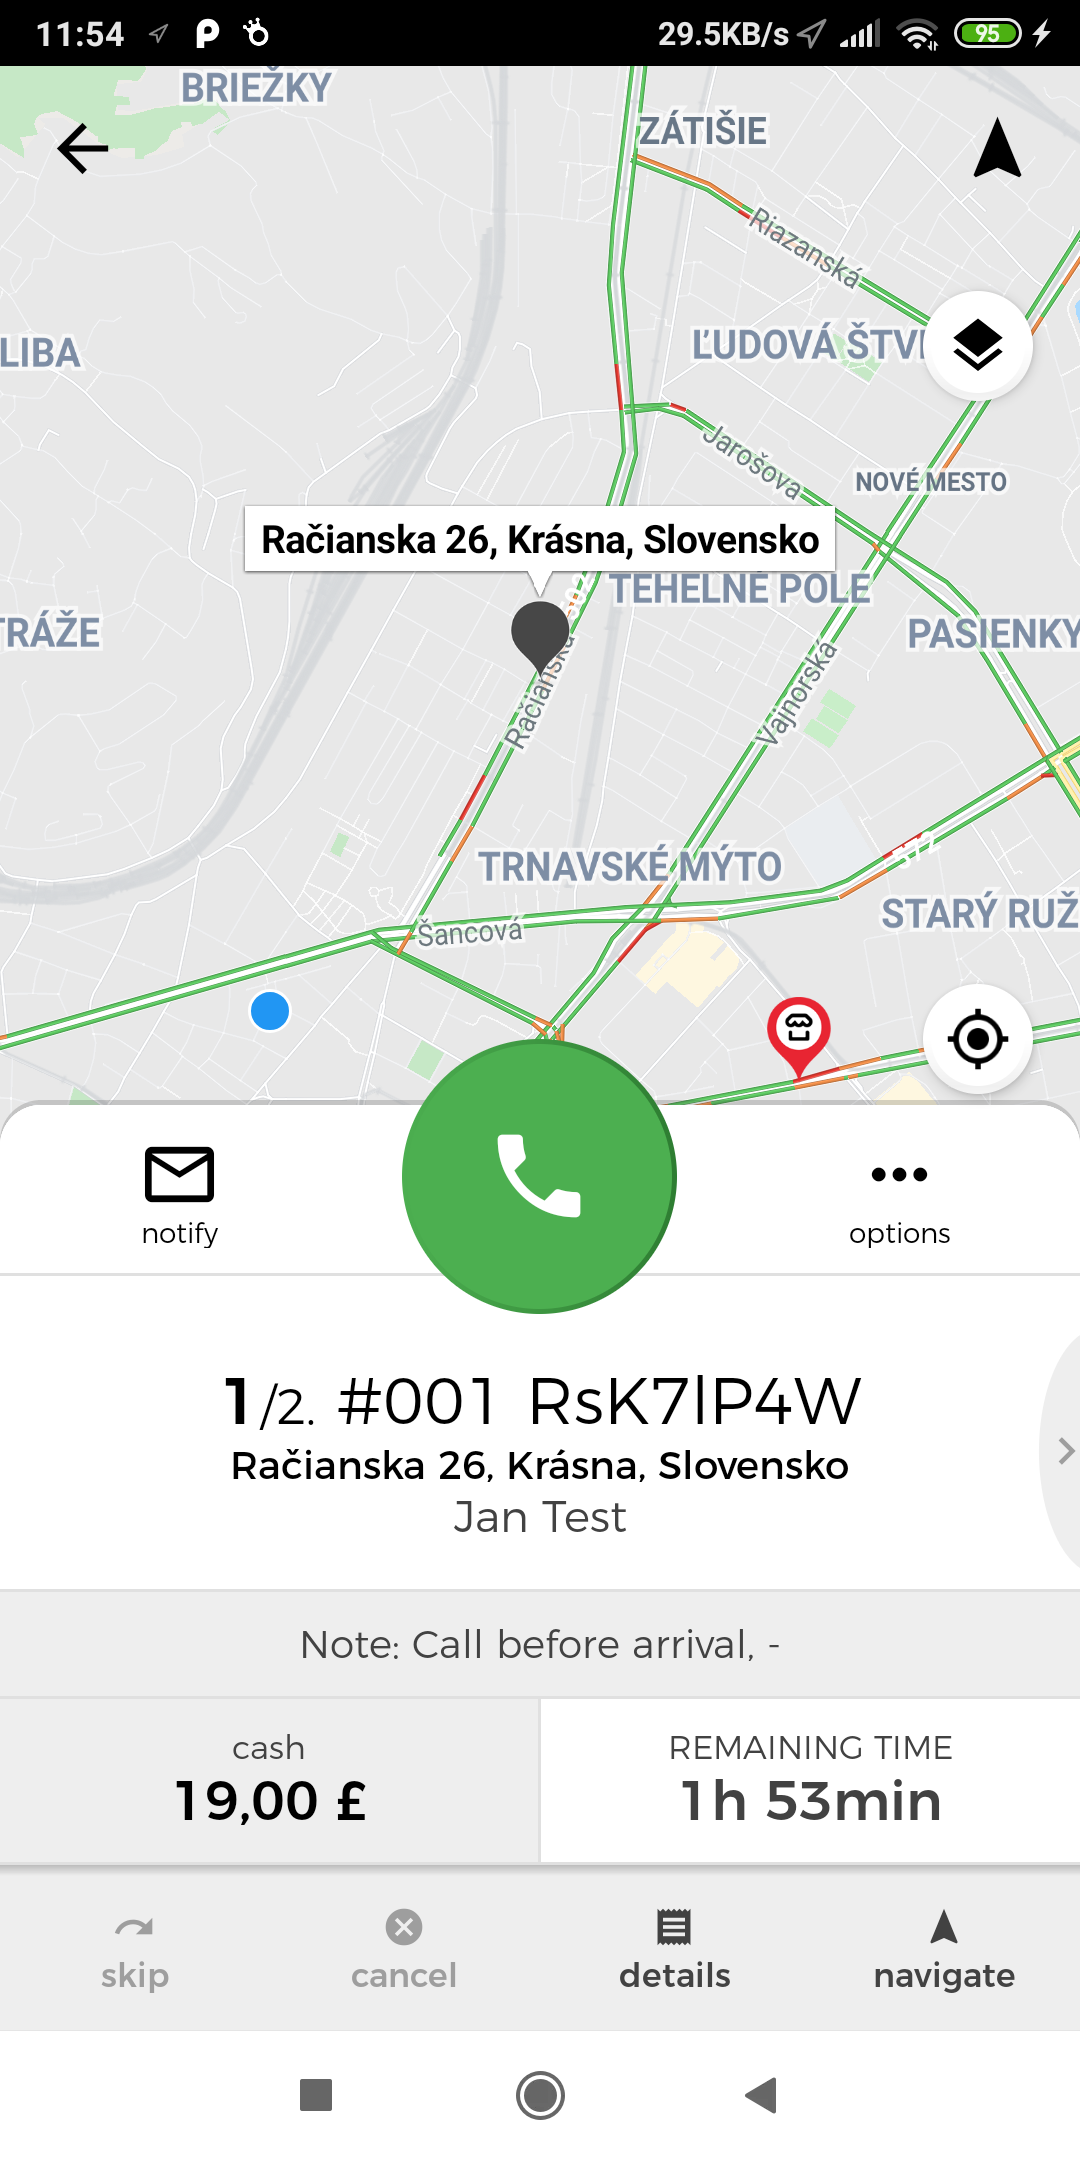 11:54 29.5KB/s 95
BRIEŽKY
ZÁTIŠIE
Riazanská
LIBA
ĽUDOVÁ ŠTV
Jarošova
NOVÉ MESTO
Račianska 26, Krásna, Slovensko
TEHELNÉ POLE
TRÁŽE
PASIENKY
Račianska
Vajnorská
TRNAVSKÉ MÝTO
STARÝ RUŽ
Šancová
notify
options
1/2. #001 RsK7lP4W
Račianska 26, Krásna, Slovensko
Jan Test
Note: Call before arrival, -
cash
19,00 £
REMAINING TIME
1h 53min
skip
cancel
details
navigate